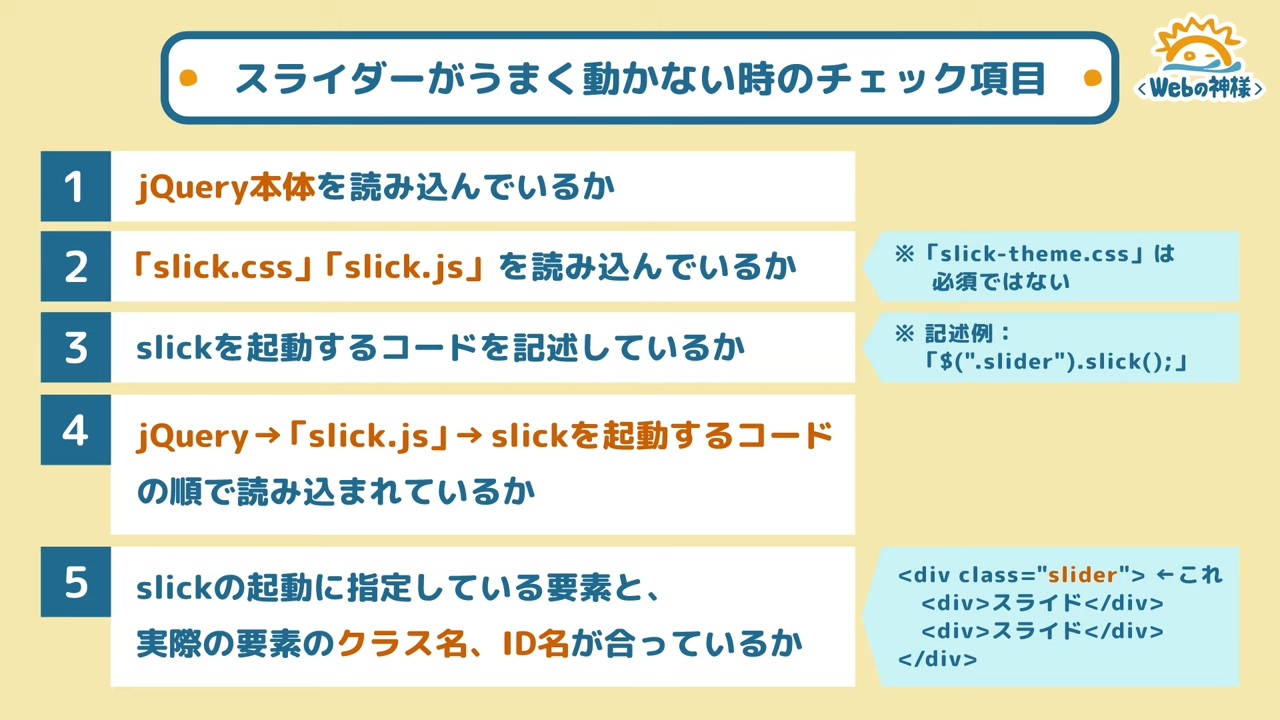 スライダーがうまく動かない時のチェック項目
<Webの神様>
1
jQuery本体を読み込んでいるか
2
「slick.css」「slick.js」を読み込んでいるか
※「slick-theme.css」は
必須ではない
3
slickを起動するコードを記述しているか
※ 記述例：
「$(".slider").slick();」
4
jQuery→「slick.js」→ slickを起動するコード
の順で読み込まれているか
5
slickの起動に指定している要素と、
実際の要素のクラス名、ID名が合っているか
<div class="slider"> ←これ
<div>スライド</div>
<div>スライド</div>
</div>